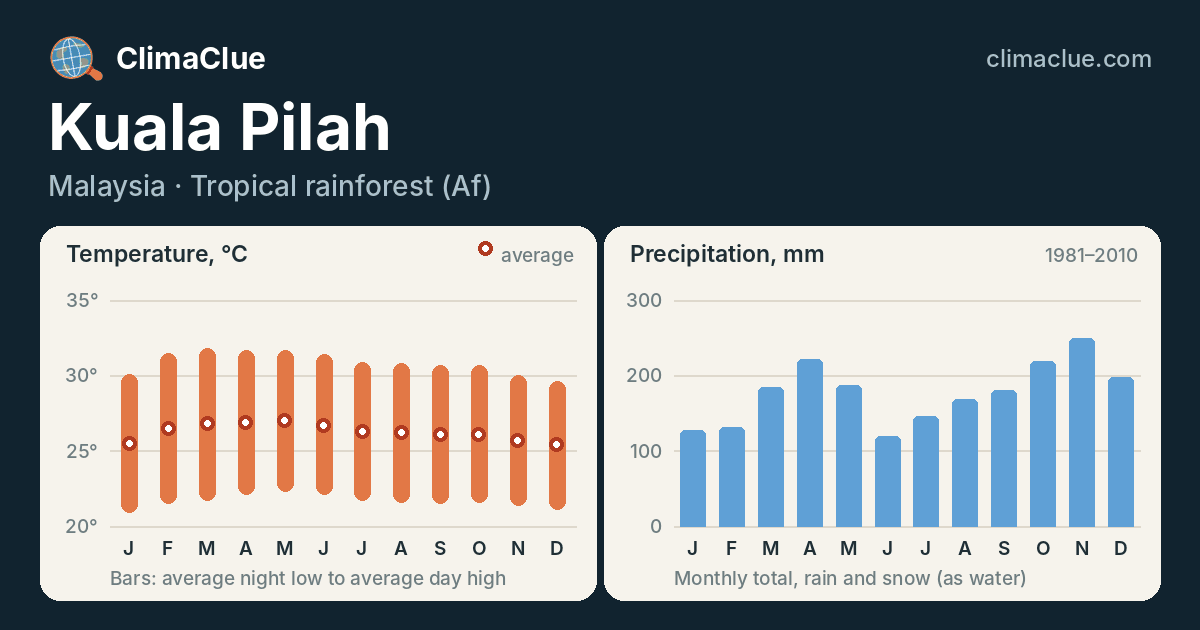 ClimaClue
climaclue.com
Kuala Pilah
Malaysia · Tropical rainforest (Af)
Temperature, °C
average
35°
30°
25°
20°
J F M A M J J A S O N D
Bars: average night low to average day high
Precipitation, mm
1981–2010
300
200
100
0
J F M A M J J A S O N D
Monthly total, rain and snow (as water)